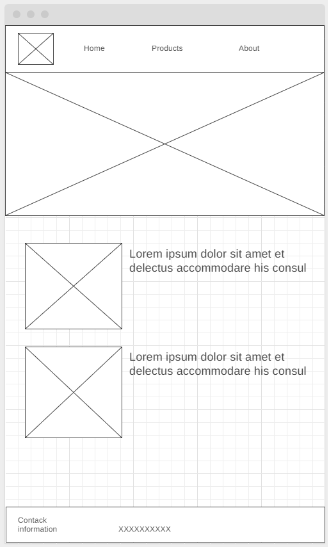 Home Products About
Lorem ipsum dolor sit amet et
delectus accommodare his consul
Lorem ipsum dolor sit amet et
delectus accommodare his consul
Contack
information XXXXXXXXXX